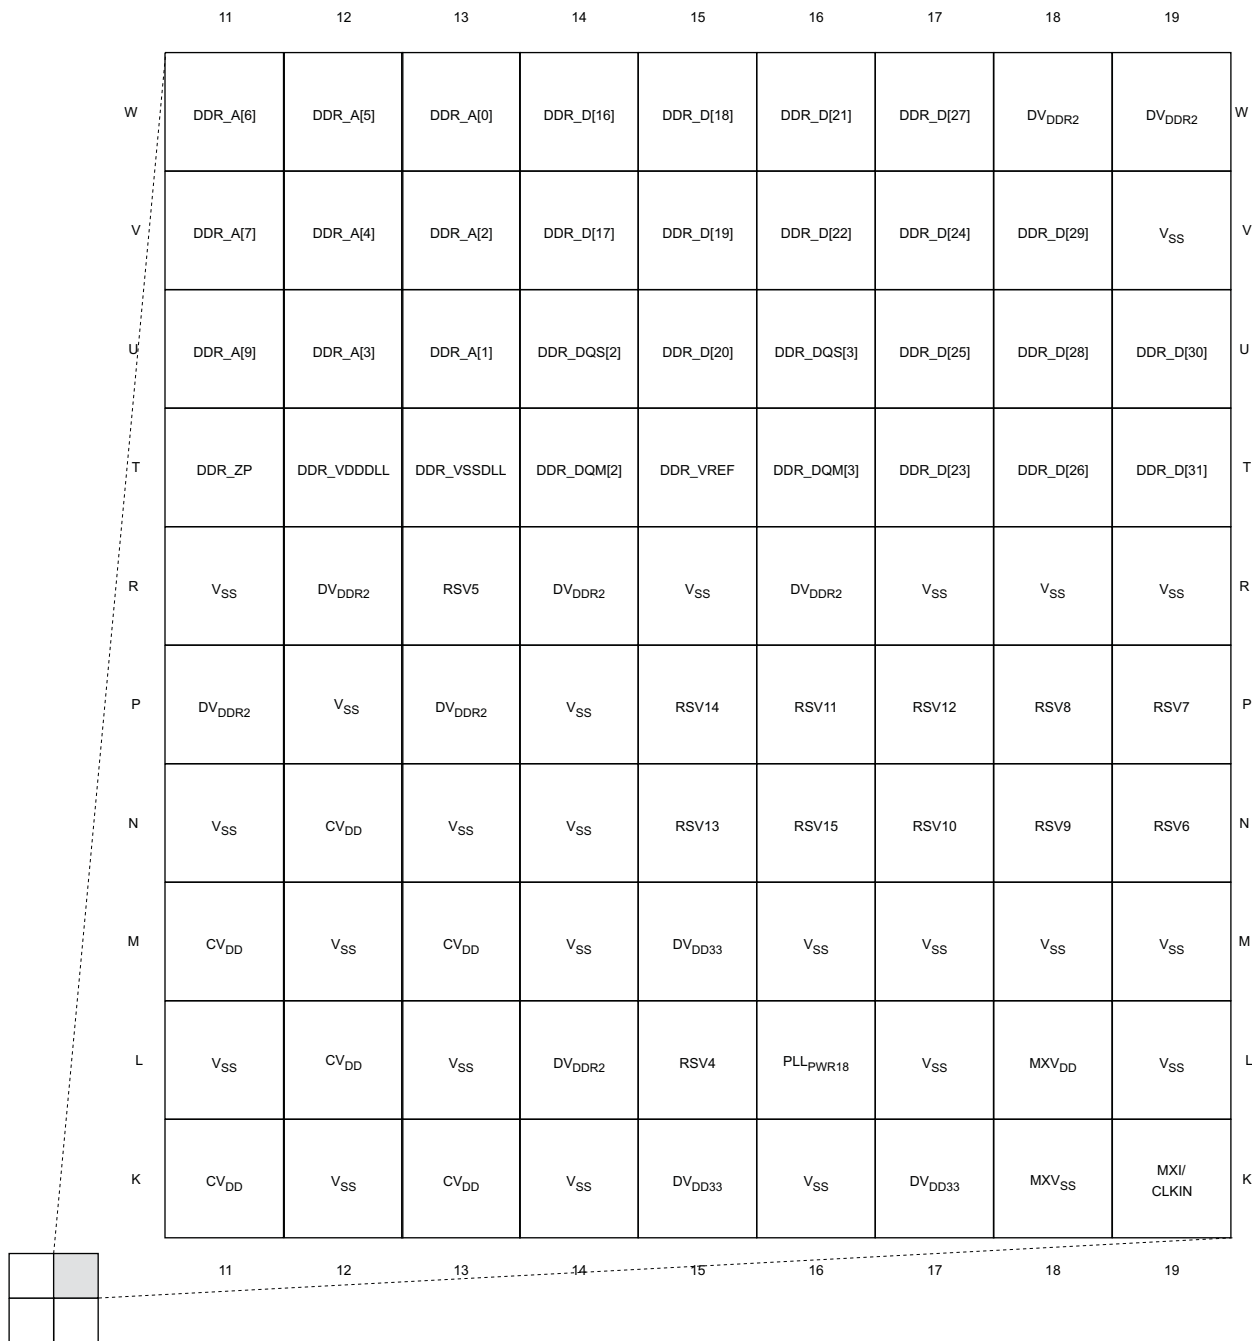 11 12 13 14 15 16 17 18 19
W DDR_A[6] DDR_A[5] DDR_A[0] DDR_D[16] DDR_D[18] DDR_D[21] DDR_D[27] DVDDR2 DVDDR2 W
V DDR_A[7] DDR_A[4] DDR_A[2] DDR_D[17] DDR_D[19] DDR_D[22] DDR_D[24] DDR_D[29] VSS V
U DDR_A[9] DDR_A[3] DDR_A[1] DDR_DQS[2] DDR_D[20] DDR_DQS[3] DDR_D[25] DDR_D[28] DDR_D[30] U
T DDR_ZP DDR_VDDDLL DDR_VSSDLL DDR_DQM[2] DDR_VREF DDR_DQM[3] DDR_D[23] DDR_D[26] DDR_D[31] T
R VSS DVDDR2 RSV5 DVDDR2 VSS DVDDR2 VSS VSS VSS R
P DVDDR2 VSS DVDDR2 VSS RSV14 RSV11 RSV12 RSV8 RSV7 P
N VSS CVDD VSS VSS RSV13 RSV15 RSV10 RSV9 RSV6 N
M CVDD VSS CVDD VSS DVDD33 VSS VSS VSS VSS M
L VSS CVDD VSS DVDDR2 RSV4 PLLPWR18 VSS MXVDD VSS L
K CVDD VSS CVDD VSS DVDD33 VSS DVDD33 MXVSS MXI/ K
CLKIN
11 12 13 14 15 16 17 18 19